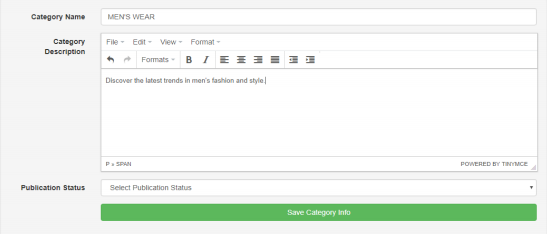 Category Name MEN'S WEAR
Category Description
File Edit View Format
Formats B I
Discover the latest trends in men's fashion and style
P » SPAN POWERED BY TINYMCE
Publication Status Select Publication Status
Save Category Info